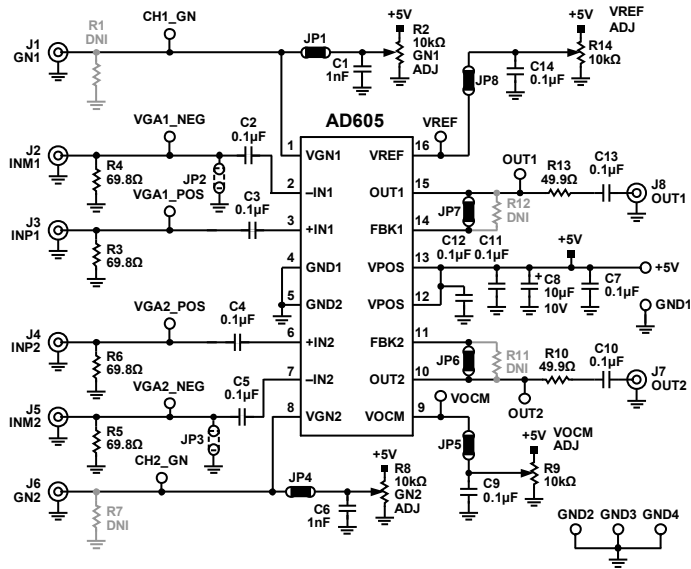 J1
GN1
R1
DNI
CH1_GN
JP1
C1
1nF
+5V
R2
10kΩ
GN1
ADJ
+5V
VREF
ADJ
R14
10kΩ
C14
0.1µF
JP8
AD605
VREF
J2
INM1
VGA1_NEG
R4
69.8Ω
JP2
C2
0.1µF
1
VGN1
VREF
16
2
–IN1
OUT1
15
OUT1
R13
49.9Ω
C13
0.1µF
J8
OUT1
J3
INP1
VGA1_POS
R3
69.8Ω
C3
0.1µF
3
+IN1
FBK1
14
JP7
R12
DNI
4
GND1
VPOS
13
C12
0.1µF
C11
0.1µF
+5V
+
C8
10µF
10V
C7
0.1µF
+5V
GND1
5
GND2
VPOS
12
J4
INP2
VGA2_POS
R6
69.8Ω
C4
0.1µF
6
+IN2
FBK2
11
JP6
R11
DNI
R10
49.9Ω
C10
0.1µF
J7
OUT2
J5
INM2
VGA2_NEG
R5
69.8Ω
JP3
C5
0.1µF
7
–IN2
OUT2
10
OUT2
8
VGN2
VOCM
9
VOCM
J6
GN2
R7
DNI
CH2_GN
JP4
C6
1nF
+5V
R8
10kΩ
GN2
ADJ
JP5
C9
0.1µF
+5V
VOCM
ADJ
R9
10kΩ
GND2 GND3 GND4